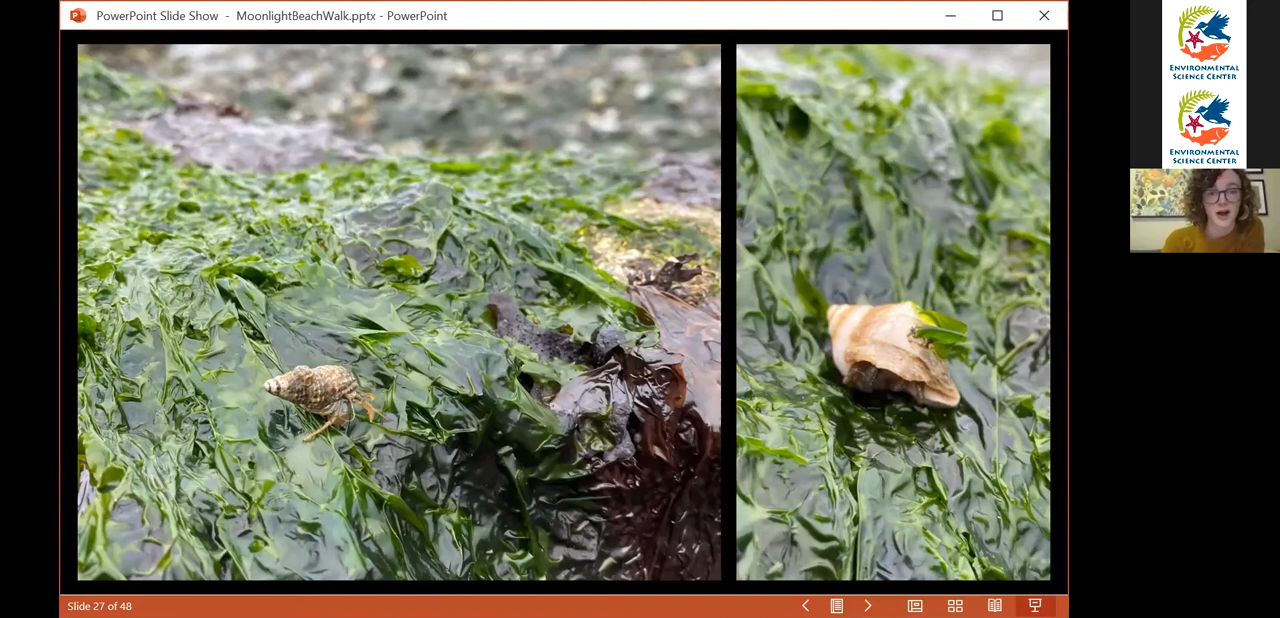 PowerPoint Slide Show - MoonlightBeachWalk.pptx - PowerPoint
ENVIRONMENTAL
SCIENCE CENTER
ENVIRONMENTAL
SCIENCE CENTER
Slide 27 of 48